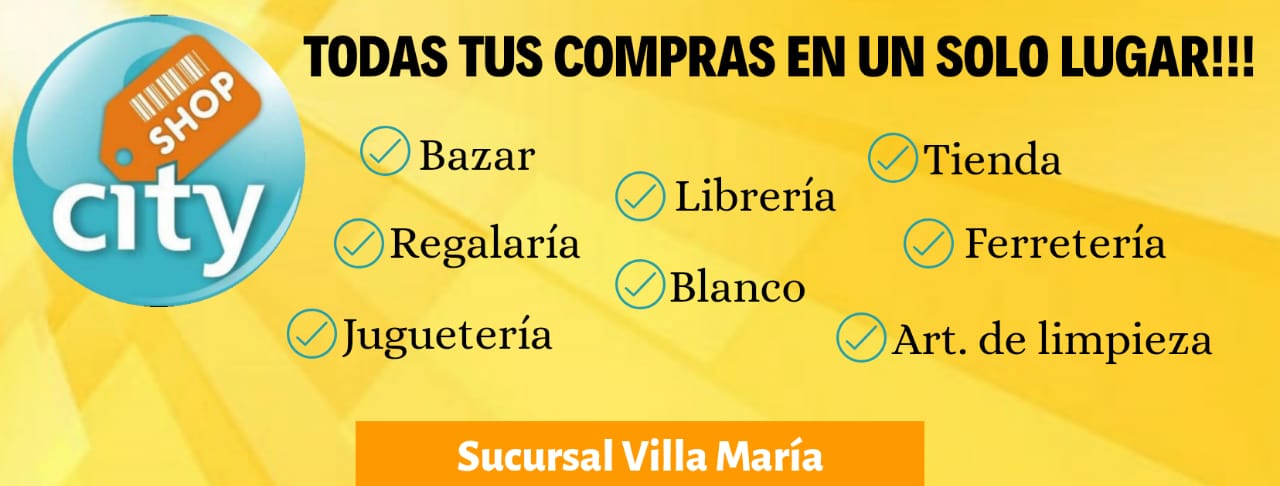 SHOP
city
TODAS TUS COMPRAS EN UN SOLO LUGAR!!!
Bazar
Regalaría
Juguetería
Librería
Blanco
Tienda
Ferretería
Art. de limpieza
Sucursal Villa María